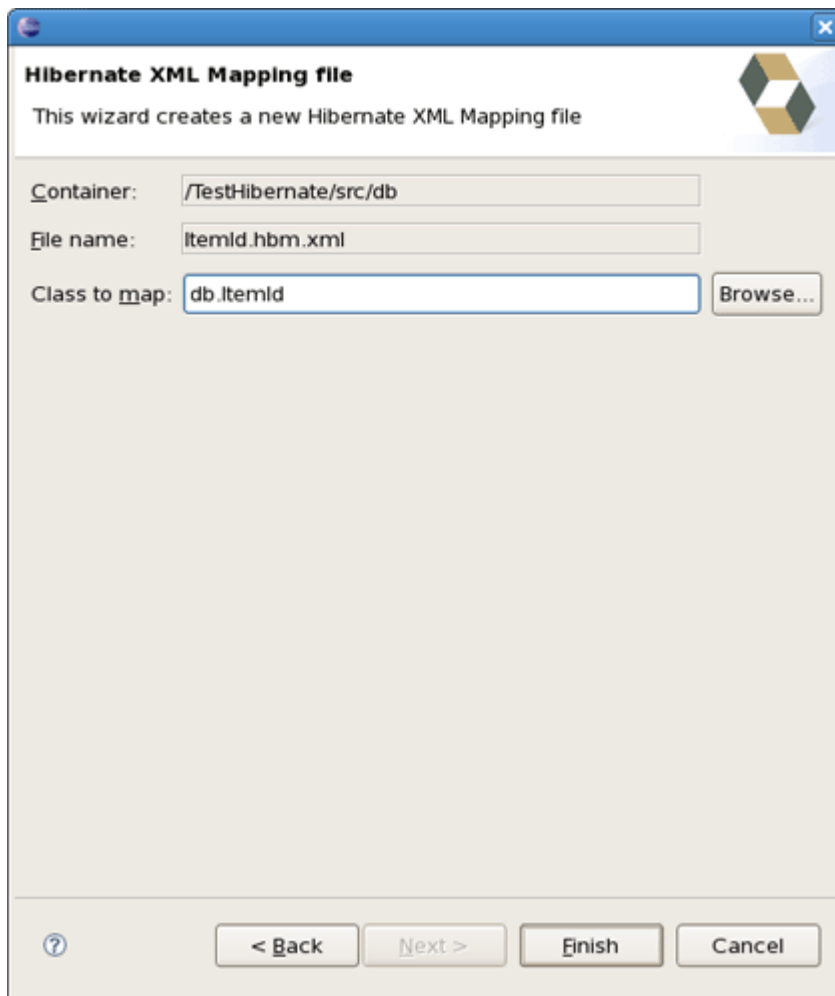 Hibernate XML Mapping file
This wizard creates a new Hibernate XML Mapping file
Container: /TestHibernate/src/db
File name: ItemId.hbm.xml
Class to map: db.ItemId Browse...
? < Back Next > Finish Cancel